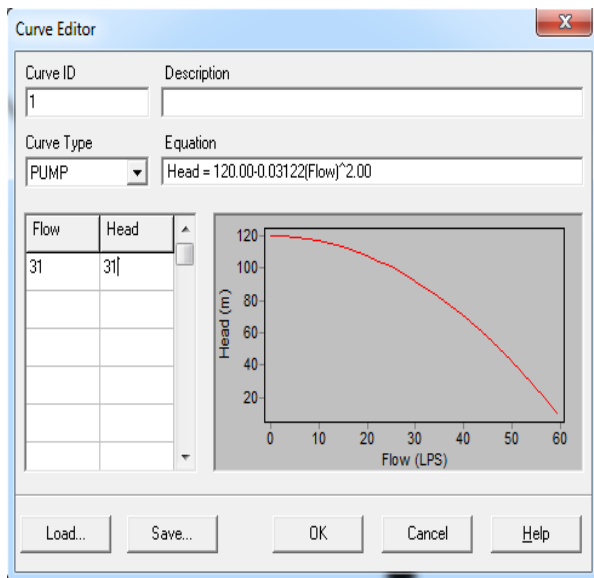 Curve Editor
X
Curve ID
Description
1
Curve Type
Equation
PUMP
Head = 120.00-0.03122(Flow)^2.00
Flow
Head
31
31
120
100
80
60
40
20
Head (m)
0 10 20 30 40 50 60
Flow (LPS)
Load...
Save...
OK
Cancel
Help